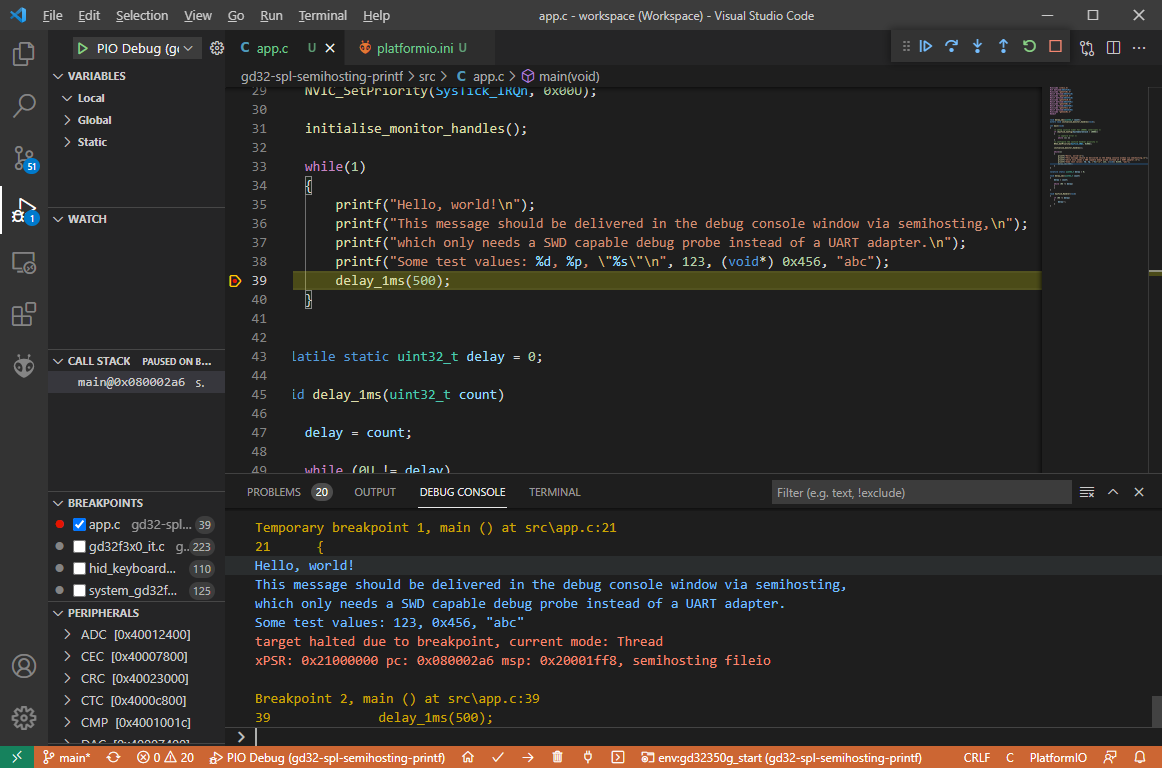 File Edit Selection View Go Run Terminal Help app.c - workspace (Workspace) - Visual Studio Code
PIO Debug (g
C app.c U
platformio.ini U
gd32-spl-semihosting-printf > src > C app.c > main(void)
51
1
VARIABLES
Local
Global
Static
WATCH
CALL STACK PAUSED ON B...
main@0x080002a6 s.
BREAKPOINTS
app.c gd32-spl... 39
gd32f3x0_it.c g.. 223
hid_keyboard... 110
system_gd32f... 125
PERIPHERALS
ADC [0x40012400]
CEC [0x40007800]
CRC [0x40023000]
CTC [0x4000c800]
CMP [0x4001001c]
29 NVIC_SetPriority(SysTick_IRQn, 0x00U);
30
31 initialise_monitor_handles();
32
33 while(1)
34 {
35 printf("Hello, world!\n");
36 printf("This message should be delivered in the debug console window via semihosting,\n");
37 printf("which only needs a SWD capable debug probe instead of a UART adapter.\n");
38 printf("Some test values: %d, %p, \"%s\"\n", 123, (void*) 0x456, "abc");
39 delay_1ms(500);
40 }
41
42
43 latile static uint32_t delay = 0;
44
45 id delay_1ms(uint32_t count)
46
47 delay = count;
48
49 while (0U != delay)
PROBLEMS 20 OUTPUT DEBUG CONSOLE TERMINAL Filter (e.g. text, !exclude)
Temporary breakpoint 1, main () at src\app.c:21
21 {
Hello, world!
This message should be delivered in the debug console window via semihosting,
which only needs a SWD capable debug probe instead of a UART adapter.
Some test values: 123, 0x456, "abc"
target halted due to breakpoint, current mode: Thread
xPSR: 0x21000000 pc: 0x080002a6 msp: 0x20001ff8, semihosting fileio
Breakpoint 2, main () at src\app.c:39
39 delay_1ms(500);
>
main* 0 20 PIO Debug (gd32-spl-semihosting-printf) env:gd32350g_start (gd32-spl-semihosting-printf) CRLF C PlatformIO